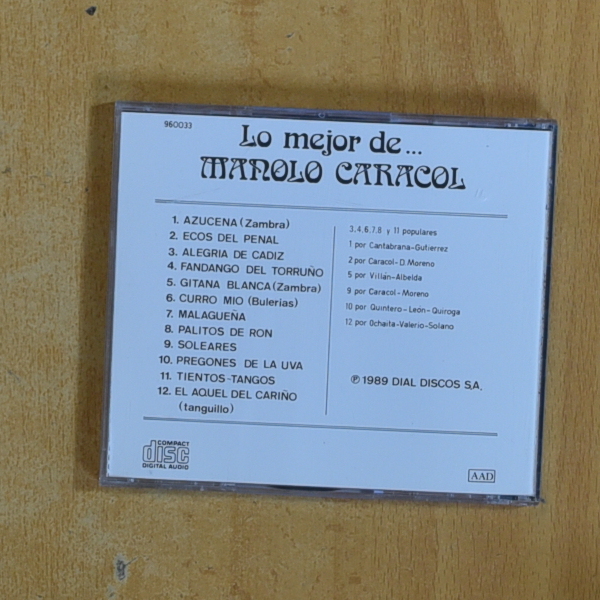 960033
Lo mejor de...
MANOLO CARACOL
1. AZUCENA (Zambra)
2. ECOS DEL PENAL
3. ALEGRIA DE CADIZ
4. FANDANGO DEL TORRUÑO
5. GITANA BLANCA (Zambra)
6. CURRO MIO (Bulerias)
7. MALAGUEÑA
8. PALITOS DE RON
9. SOLEARES
10. PREGONES DE LA UVA
11. TIENTOS-TANGOS
12. EL AQUEL DEL CARIÑO
(tanguillo)
3,4,6,7,8 y 11 populares
1 por Cantabrana-Gutierrez
2 por Caracol-D.Moreno
5 por Villán-Albelda
9 por Caracol-Moreno
10 por Quintero-León-Quiroga
12 por Ochaita-Valerio-Solano
℗ 1989 DIAL DISCOS S.A.
COMPACT
disc
DIGITAL AUDIO
AAD